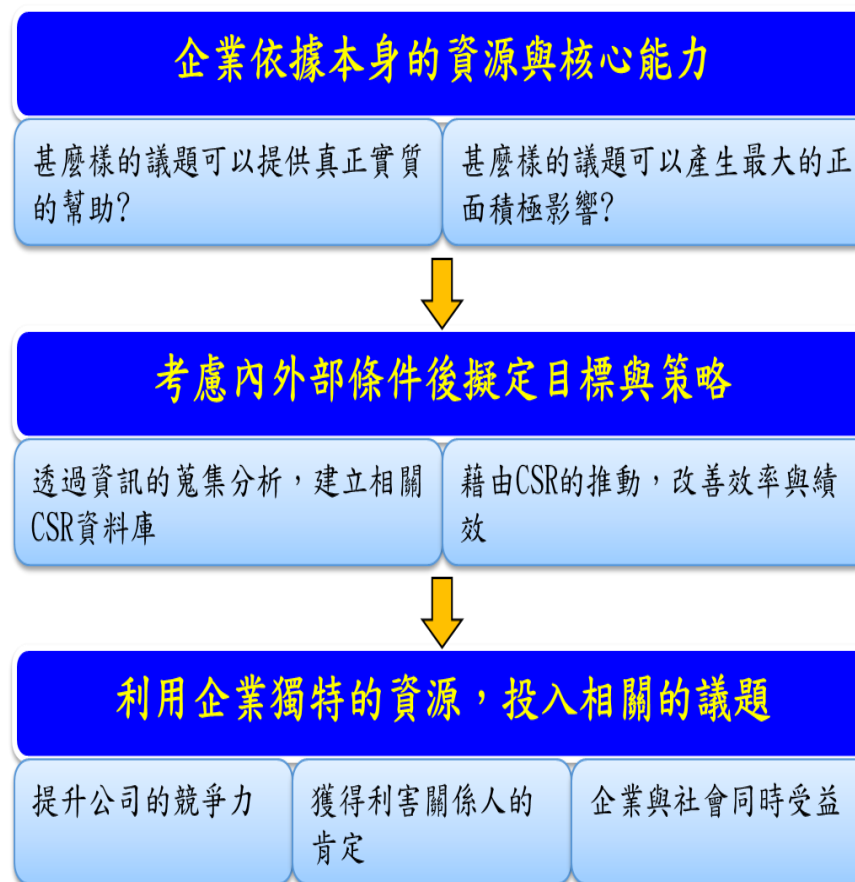 企業依據本身的資源與核心能力
甚麼樣的議題可以提供真正實質
的幫助?
甚麼樣的議題可以產生最大的正
面積極影響?
考慮內外部條件後擬定目標與策略
透過資訊的蒐集分析，建立相關
CSR資料庫
藉由CSR的推動，改善效率與績
效
利用企業獨特的資源，投入相關的議題
提升公司的競爭力
獲得利害關係人的
肯定
企業與社會同時受益